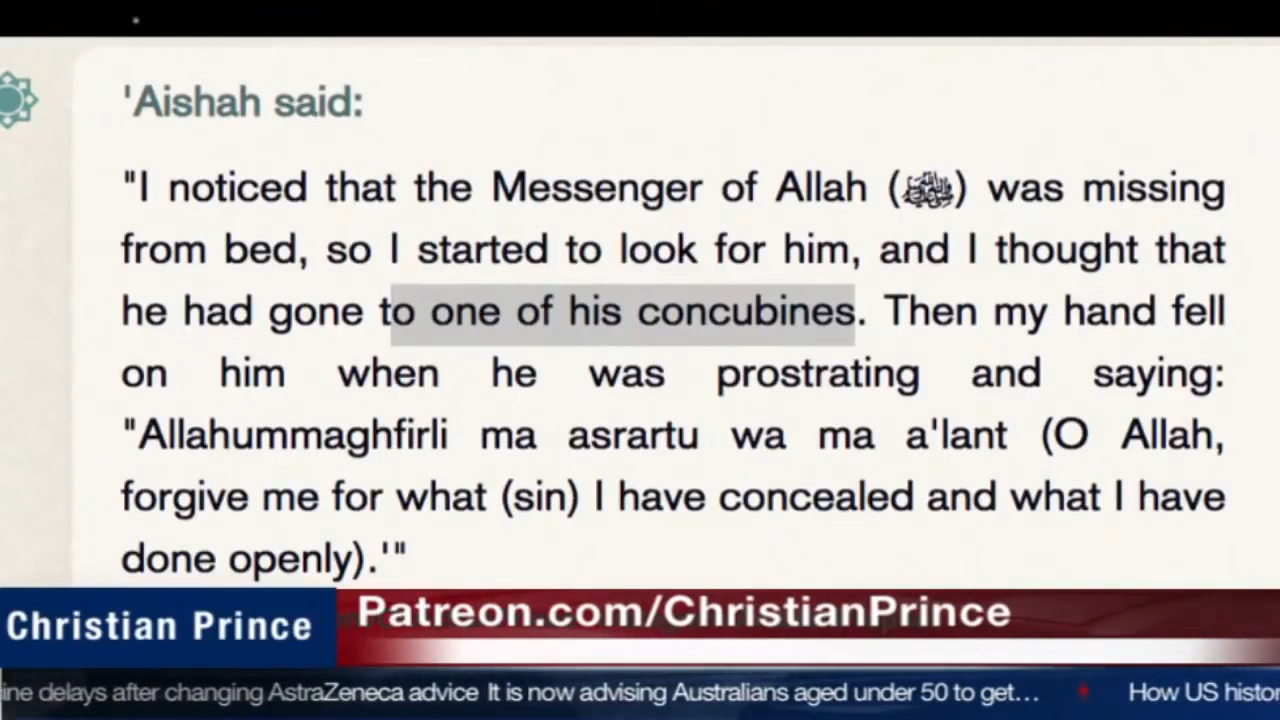 'Aishah said:
"I noticed that the Messenger of Allah (ﷺ) was missing
from bed, so I started to look for him, and I thought that
he had gone to one of his concubines. Then my hand fell
on him when he was prostrating and saying:
"Allahummaghfirli ma asrartu wa ma a'lant (O Allah,
forgive me for what (sin) I have concealed and what I have
done openly).'"
Christian Prince
Patreon.com/ChristianPrince
ine delays after changing AstraZeneca advice It is now advising Australians aged under 50 to get... • How US histor